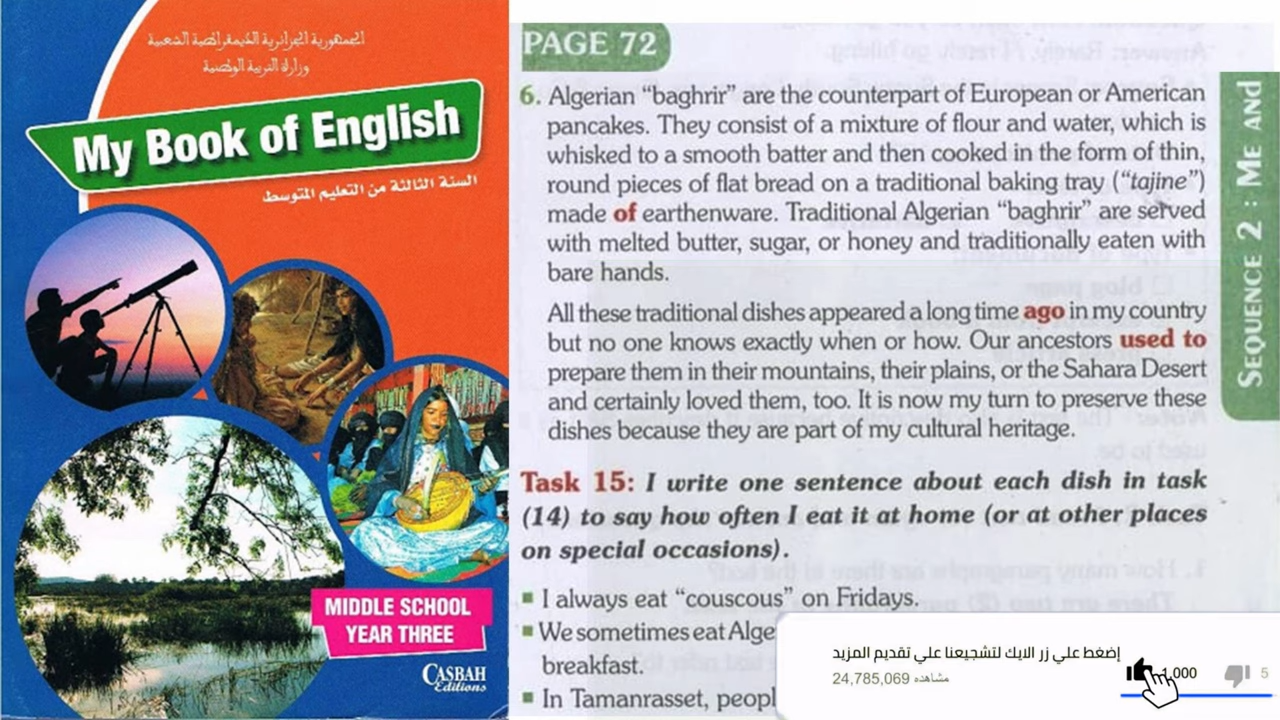 الجمهورية الجزائرية الديمقراطية الشعبية
وزارة التربية الوطنية
My Book of English
السنة الثالثة من التعليم المتوسط
MIDDLE SCHOOL
YEAR THREE
CASBAH
Editions
PAGE 72
6. Algerian “baghrir” are the counterpart of European or American
pancakes. They consist of a mixture of flour and water, which is
whisked to a smooth batter and then cooked in the form of thin,
round pieces of flat bread on a traditional baking tray (“tajine”)
made of earthenware. Traditional Algerian “baghrir” are served
with melted butter, sugar, or honey and traditionally eaten with
bare hands.
All these traditional dishes appeared a long time ago in my country
but no one knows exactly when or how. Our ancestors used to
prepare them in their mountains, their plains, or the Sahara Desert
and certainly loved them, too. It is now my turn to preserve these
dishes because they are part of my cultural heritage.
Task 15: I write one sentence about each dish in task
(14) to say how often I eat it at home (or at other places
on special occasions).
▪ I always eat “couscous” on Fridays.
▪ We sometimes eat Alge
breakfast.
▪ In Tamanrasset, peopl
SEQUENCE 2 : ME AND
إضغط علي زر الايك لتشجيعنا علي تقديم المزيد
24,785,069 مشاهده
1,000
5